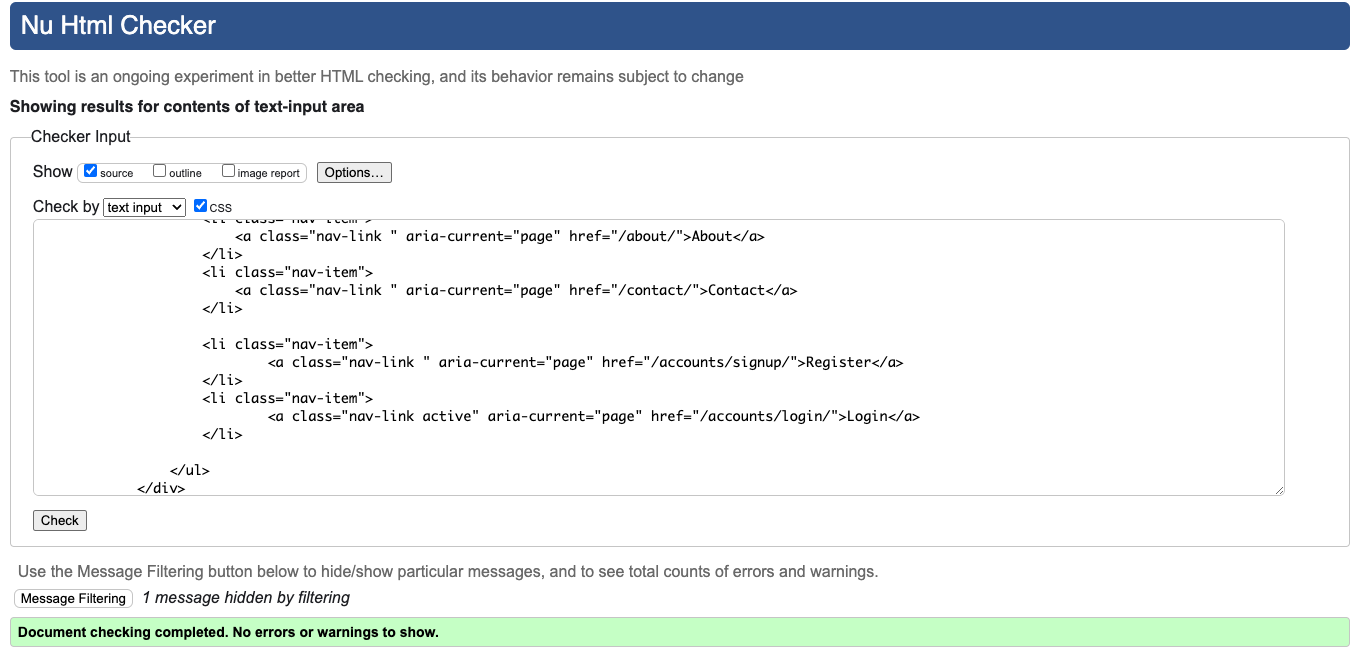 Nu Html Checker
This tool is an ongoing experiment in better HTML checking, and its behavior remains subject to change
Showing results for contents of text-input area
Checker Input
Show source outline image report Options...
Check by text input css
<li class="nav-item">
<a class="nav-link " aria-current="page" href="/about/">About</a>
</li>
<li class="nav-item">
<a class="nav-link " aria-current="page" href="/contact/">Contact</a>
</li>
<li class="nav-item">
<a class="nav-link " aria-current="page" href="/accounts/signup/">Register</a>
</li>
<li class="nav-item">
<a class="nav-link active" aria-current="page" href="/accounts/login/">Login</a>
</li>
</ul>
</div>
Check
Use the Message Filtering button below to hide/show particular messages, and to see total counts of errors and warnings.
Message Filtering 1 message hidden by filtering
Document checking completed. No errors or warnings to show.